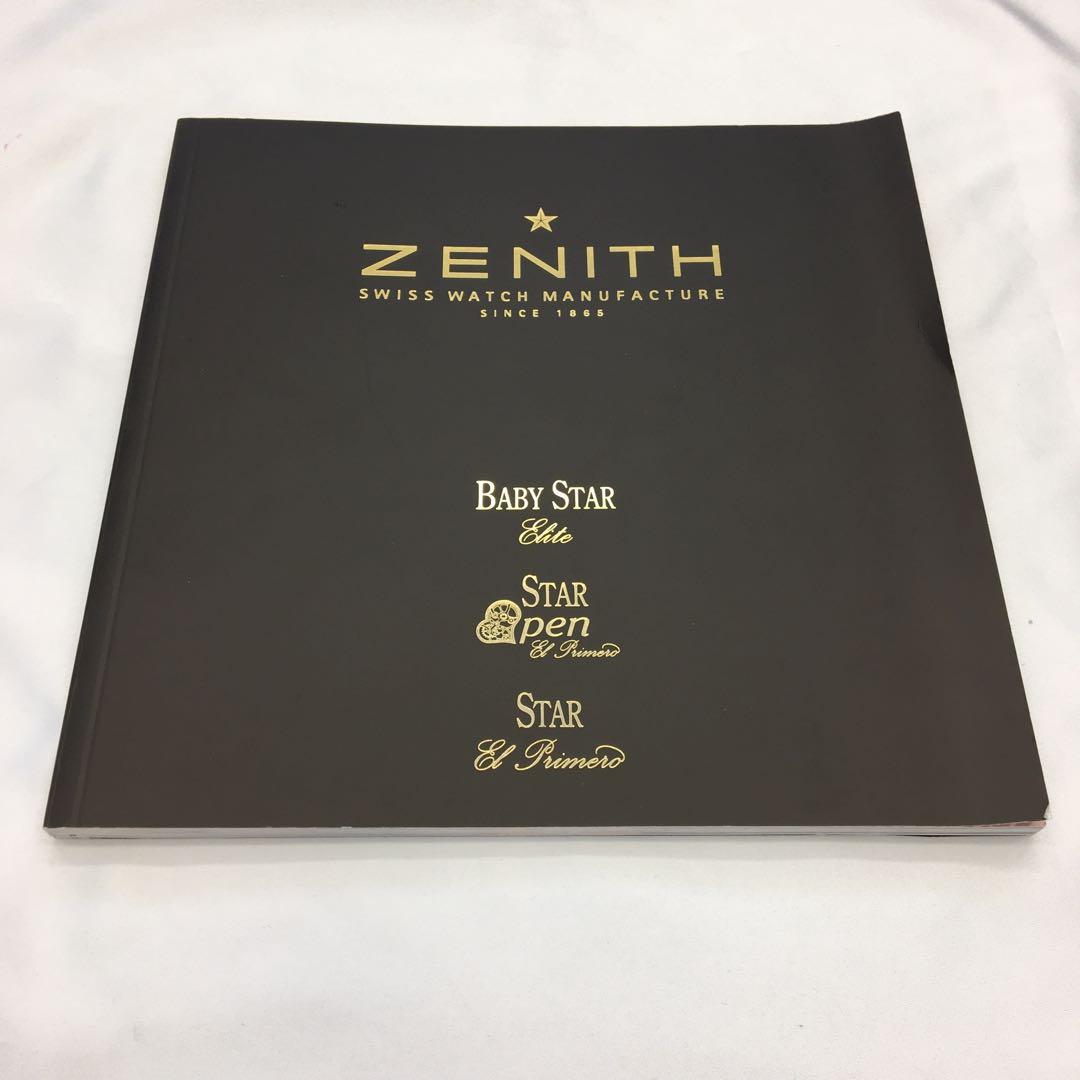 ZENITH
SWISS WATCH MANUFACTURE
SINCE 1865
BABY STAR
Elite
STAR
Open
El Primero
STAR
El Primero